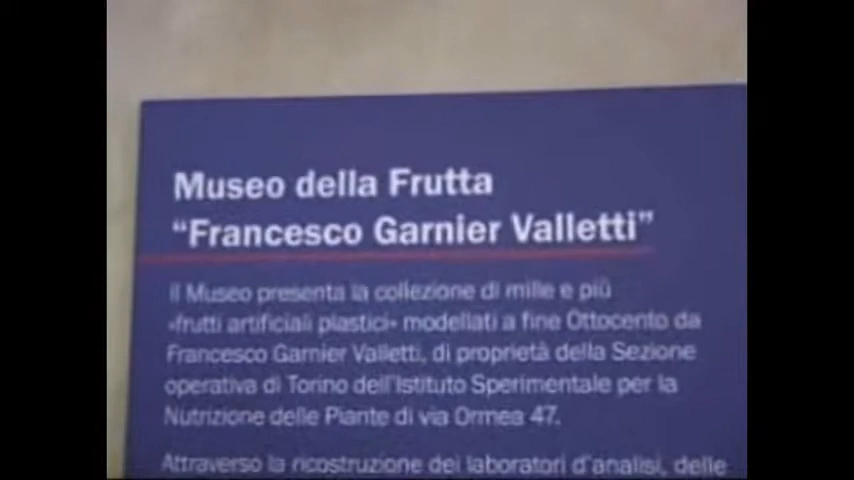 Museo della Frutta
“Francesco Garnier Valletti”
Il Museo presenta la collezione di mille e più
«frutti artificiali plastici» modellati a fine Ottocento da
Francesco Garnier Valletti, di proprietà della Sezione
operativa di Torino dell'Istituto Sperimentale per la
Nutrizione delle Piante di via Ormea 47.
Attraverso la ricostruzione dei laboratori d'analisi, delle